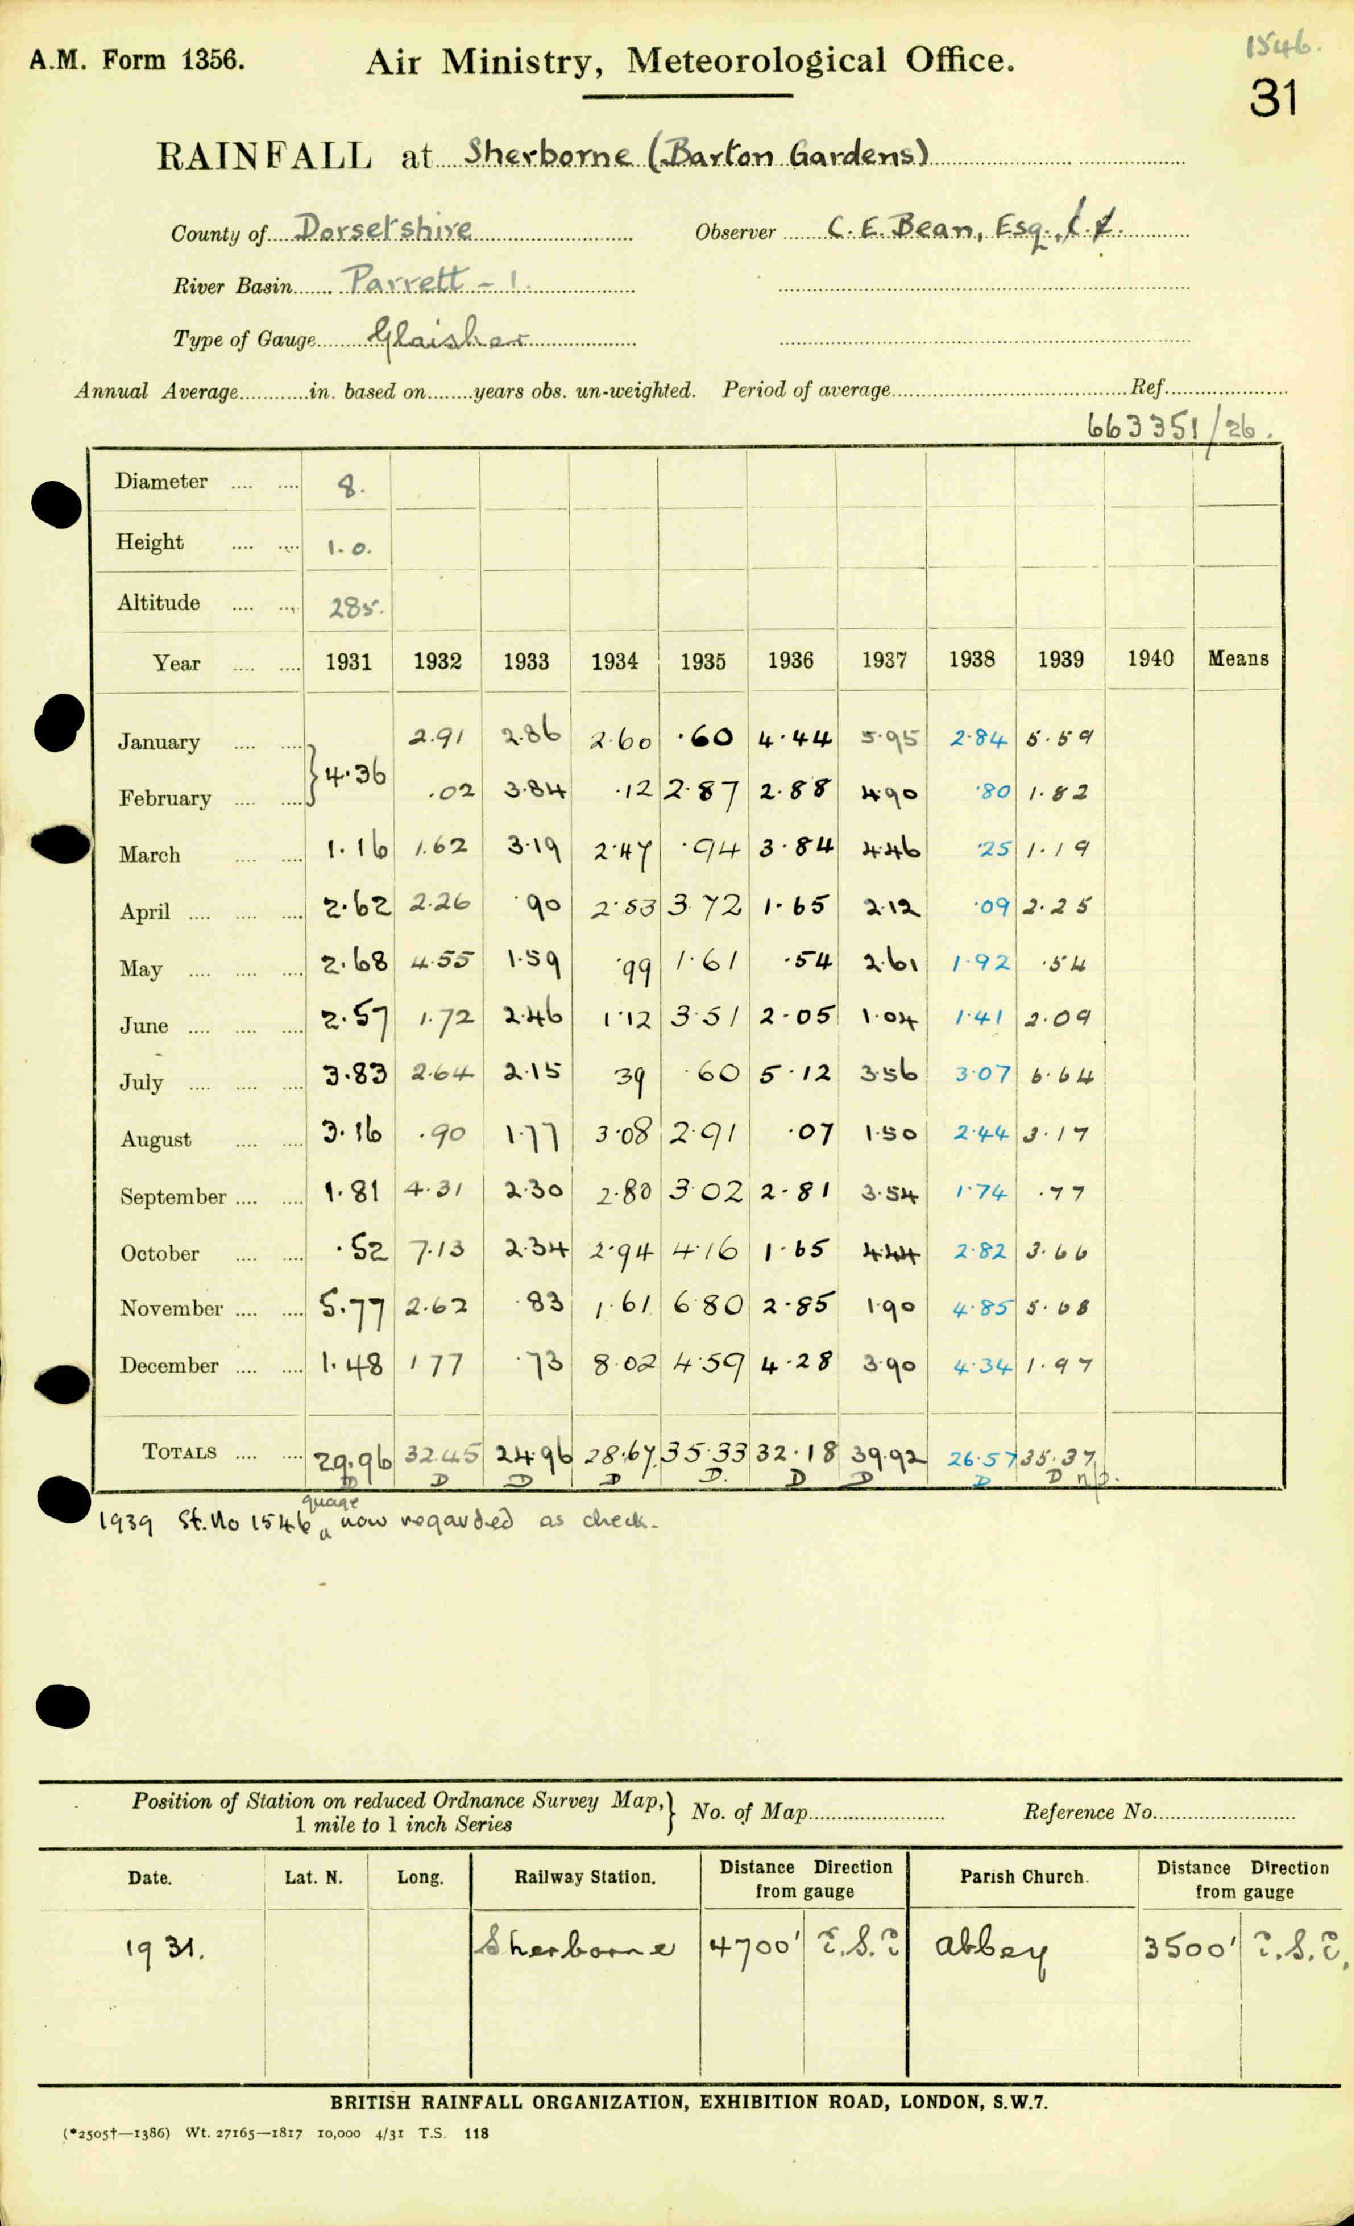 1546.
A.M. Form 1356. Air Ministry, Meteorological Office.
31
RAINFALL at Sherborne (Barton Gardens)
County of Dorsetshire Observer C. E. Bean, Esq.,
River Basin Parrett - 1.
Type of Gauge Glaisher
Annual Average in. based on years obs. un-weighted. Period of average Ref.
663351/26.
Diameter 8.
Height 1.0.
Altitude 285.
Year 1931 1932 1933 1934 1935 1936 1937 1938 1939 1940 Means
January 2.91 2.86 2.60 .60 4.44 5.95 2.84 5.59
} 4.36
February .02 3.84 .12 2.87 2.88 4.90 .80 1.82
March 1.16 1.62 3.19 2.47 .94 3.84 4.46 .25 1.19
April 2.62 2.26 .90 2.53 3.72 1.65 2.12 .09 2.25
May 2.68 4.55 1.59 .99 1.61 .54 2.61 1.92 .54
June 2.57 1.72 2.46 1.12 3.51 2.05 1.04 1.41 2.09
July 3.83 2.64 2.15 39 .60 5.12 3.56 3.07 6.64
August 3.16 .90 1.77 3.08 2.91 .07 1.50 2.44 3.17
September 1.81 4.31 2.30 2.80 3.02 2.81 3.54 1.74 .77
October .52 7.13 2.34 2.94 4.16 1.65 4.44 2.82 3.66
November 5.77 2.62 .83 1.61 6.80 2.85 1.90 4.85 5.68
December 1.48 1 77 .73 8.02 4.59 4.28 3.90 4.34 1.97
TOTALS 29.96 32.45 24.96 28.67 35.33 32.18 39.92 26.57 35.37
D D D D D. D D D D np.
guage
1939 St. No 1546 now regarded as check.
Position of Station on reduced Ordnance Survey Map, } No. of Map Reference No.
1 mile to 1 inch Series
Date. Lat. N. Long. Railway Station. Distance Direction from gauge Parish Church. Distance Direction from gauge
1931. Sherborne 4700' E.S.E Abbey 3500' E.S.E.
BRITISH RAINFALL ORGANIZATION, EXHIBITION ROAD, LONDON, S.W.7.
(*2505†—1386) Wt. 27165—1817 10,000 4/31 T.S. 118